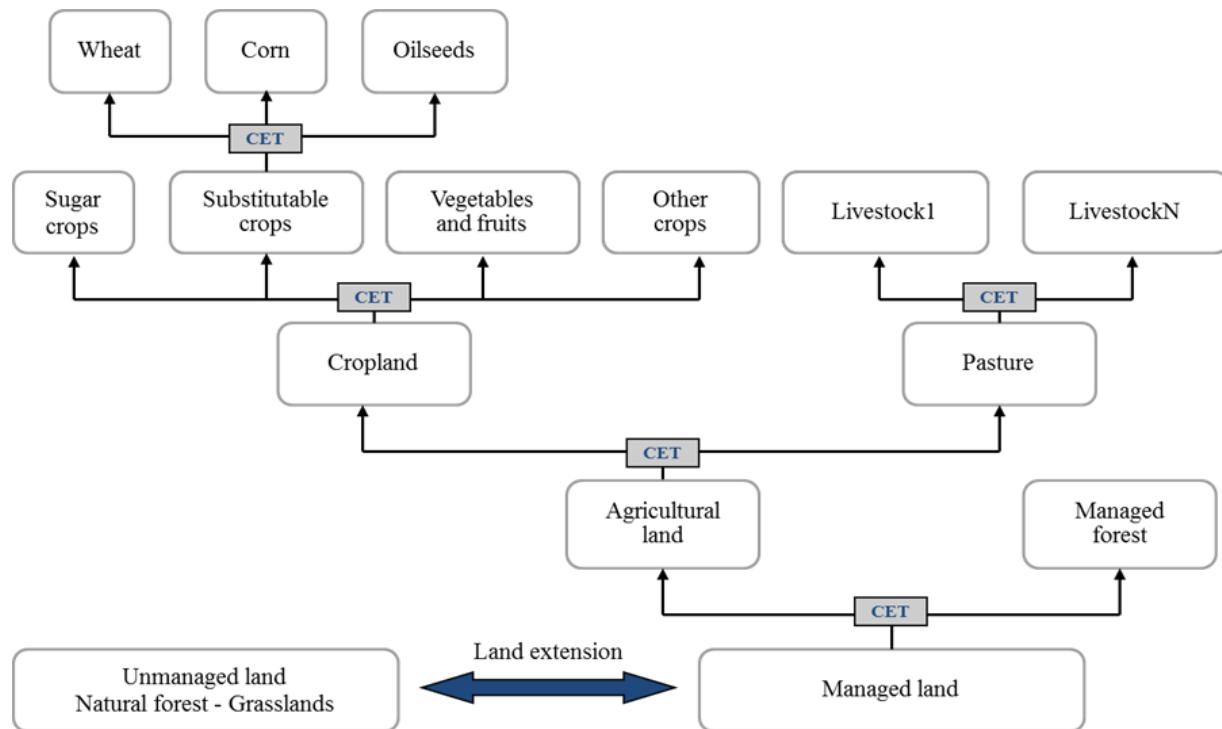 Wheat
Corn
Oilseeds
CET
Sugar
crops
Substitutable
crops
Vegetables
and fruits
Other
crops
Livestock1
LivestockN
CET
CET
Cropland
Pasture
CET
Agricultural
land
Managed
forest
CET
Land extension
Unmanaged land
Natural forest - Grasslands
Managed land